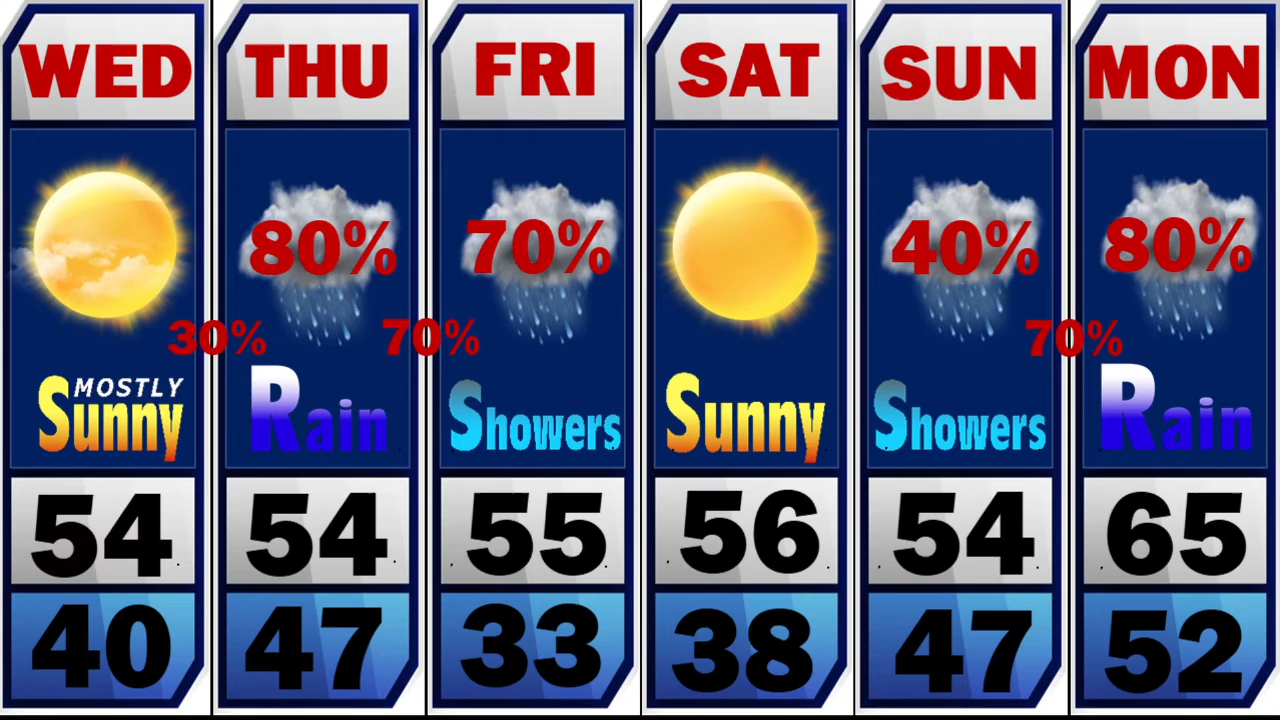 WED THU FRI SAT SUN MON
80% 70% 40% 80%
30% 70% 70%
MOSTLY
Sunny Rain Showers Sunny Showers Rain
54 54 55 56 54 65
40 47 33 38 47 52